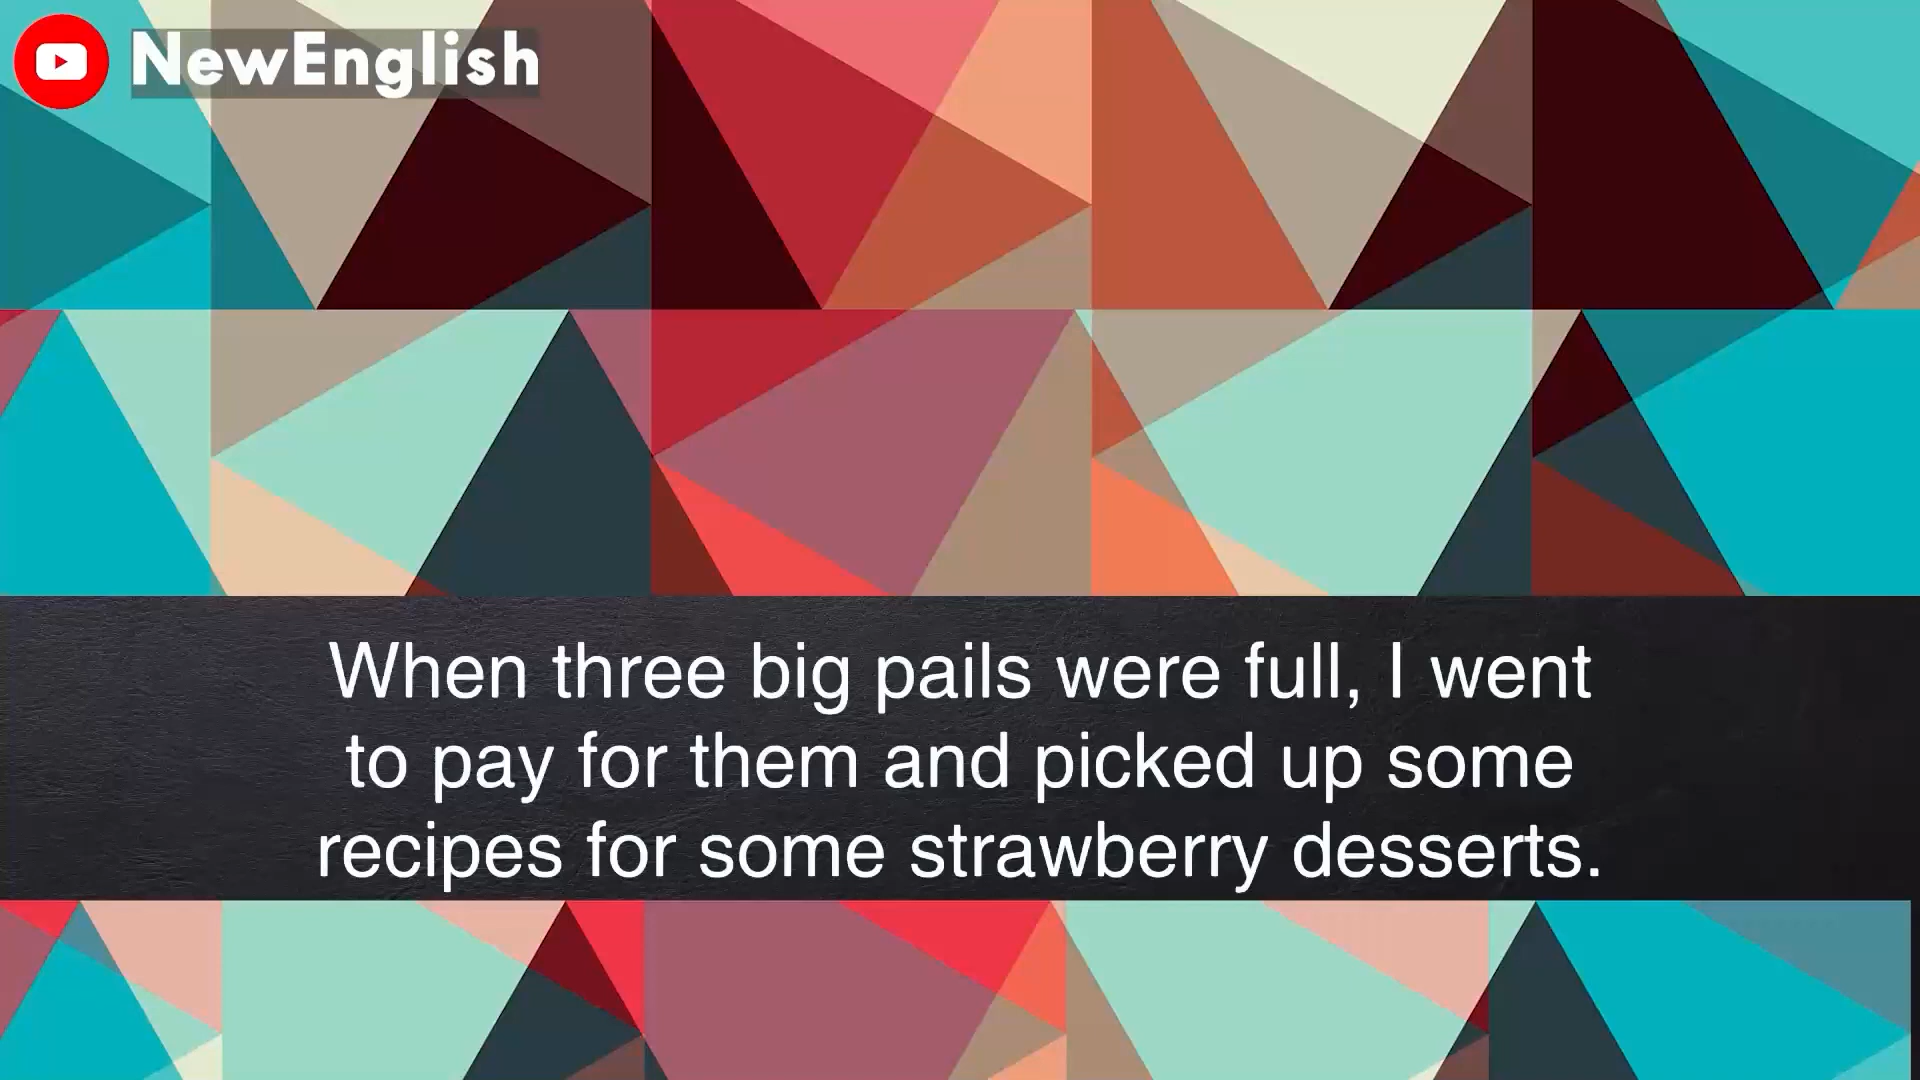 NewEnglish
When three big pails were full, I went
to pay for them and picked up some
recipes for some strawberry desserts.